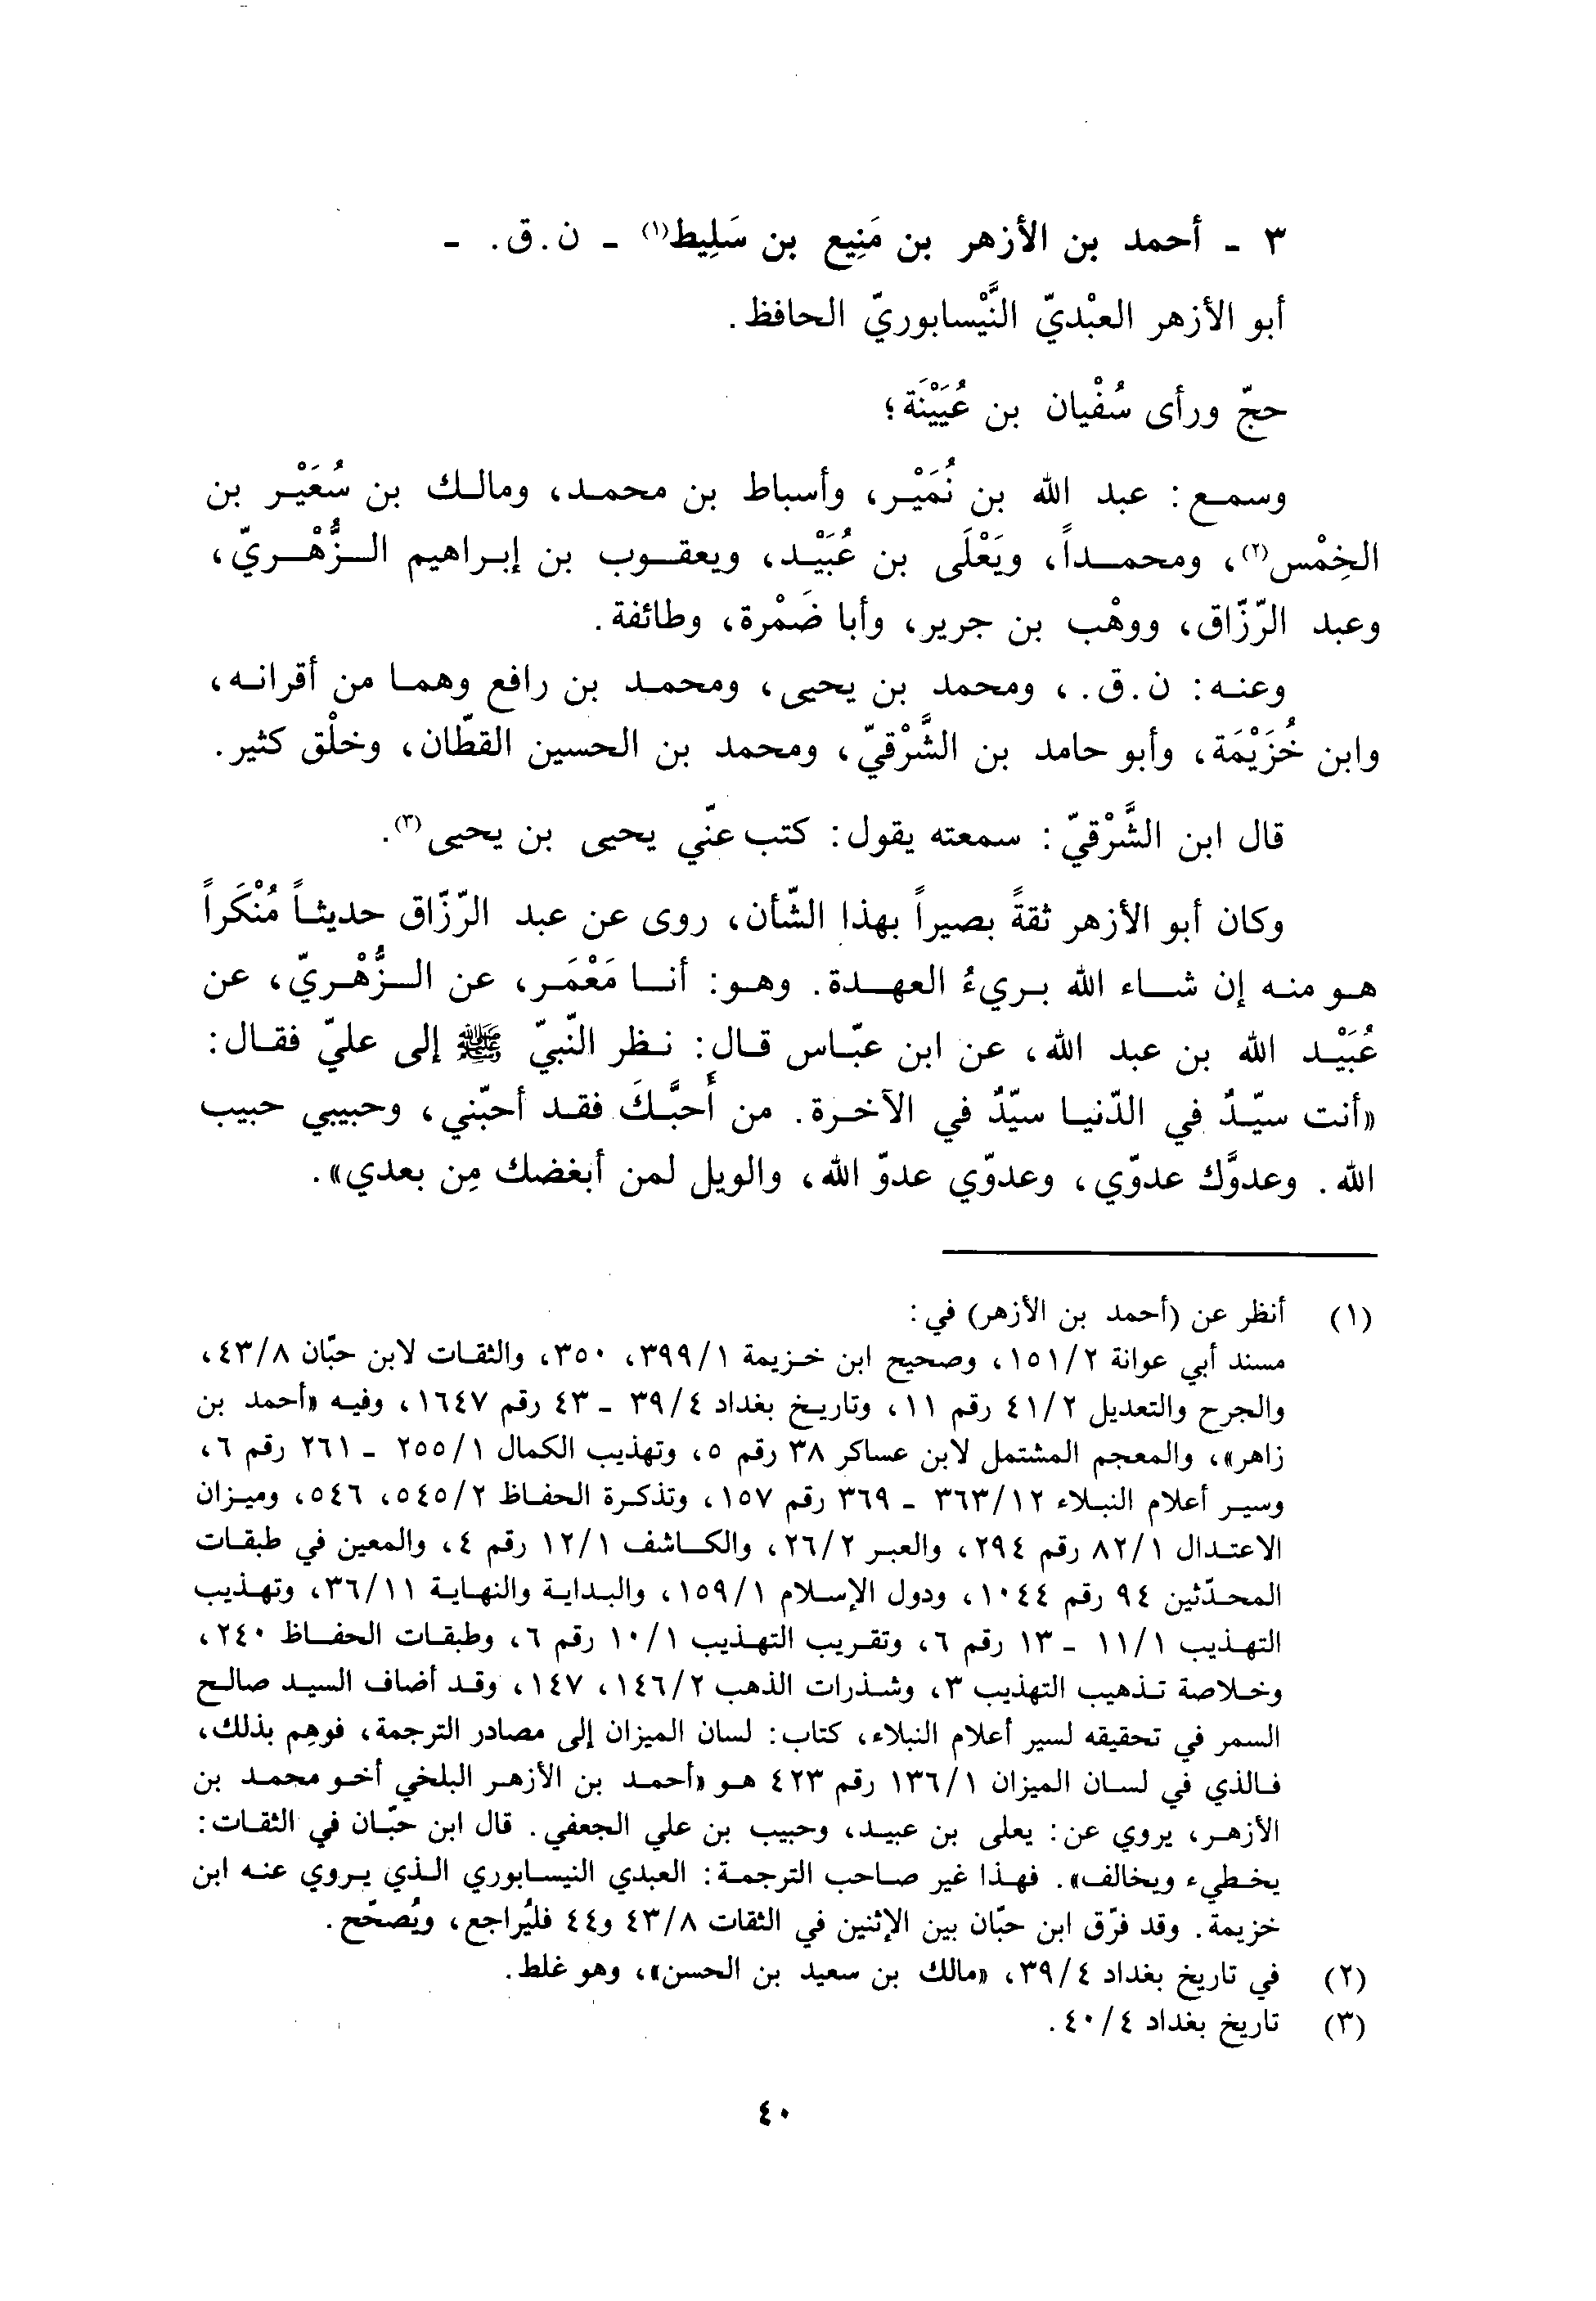 ٣ - أحمد بن الأزهر بن مَنِيع بن سَلِيط(١) - ن.ق. -
أبو الأزهر العبْديّ النَّيْسابوريّ الحافظ.
حجّ ورأى سُفْيان بن عُيَيْنَة؛
وسمع: عبد الله بن نُمَيْر، وأسباط بن محمد، ومالك بن سُعَيْر بن
الخِمْس(٢)، ومحمداً، ويَعْلَى بن عُبَيْد، ويعقوب بن إبراهيم الزُّهْريّ،
وعبد الرّزّاق، ووهْب بن جرير، وأبا ضَمْرة، وطائفة.
وعنه: ن.ق.، ومحمد بن يحيى، ومحمد بن رافع وهما من أقرانه،
وابن خُزَيْمَة، وأبو حامد بن الشَّرْقيّ، ومحمد بن الحسين القطّان، وخلْق كثير.
قال ابن الشَّرْقيّ: سمعته يقول: كتب عنّي يحيى بن يحيى(٣).
وكان أبو الأزهر ثقةً بصيراً بهذا الشّأن، روى عن عبد الرّزّاق حديثاً مُنْكَراً
هو منه إن شاء الله بريءُ العهدة. وهو: أنا مَعْمَر، عن الزُّهْريّ، عن
عُبَيْد الله بن عبد الله، عن ابن عبّاس قال: نظر النّبيّ ﷺ إلى عليّ فقال:
«أنت سيّدٌ في الدّنيا سيّدٌ في الآخرة. من أَحبَّكَ فقد أحبّني، وحبيبي حبيب
الله. وعدوَّك عدوّي، وعدوّي عدوّ الله، والويل لمن أبغضك مِن بعدي».
(١) أنظر عن (أحمد بن الأزهر) في:
مسند أبي عوانة ١٥١/٢، وصحيح ابن خزيمة ٣٩٩/١، ٣٥٠، والثقات لابن حبّان ٤٣/٨،
والجرح والتعديل ٤١/٢ رقم ١١، وتاريخ بغداد ٣٩/٤ - ٤٣ رقم ١٦٤٧، وفيه «أحمد بن
زاهر»، والمعجم المشتمل لابن عساكر ٣٨ رقم ٥، وتهذيب الكمال ٢٥٥/١ - ٢٦١ رقم ٦،
وسير أعلام النبلاء ٣٦٣/١٢ - ٣٦٩ رقم ١٥٧، وتذكرة الحفاظ ٥٤٥/٢، ٥٤٦، وميزان
الاعتدال ٨٢/١ رقم ٢٩٤، والعبر ٢٦/٢، والكاشف ١٢/١ رقم ٤، والمعين في طبقات
المحدّثين ٩٤ رقم ١٠٤٤، ودول الإسلام ١٥٩/١، والبداية والنهاية ٣٦/١١، وتهذيب
التهذيب ١١/١ - ١٣ رقم ٦، وتقريب التهذيب ١٠/١ رقم ٦، وطبقات الحفاظ ٢٤٠،
وخلاصة تذهيب التهذيب ٣، وشذرات الذهب ١٤٦/٢، ١٤٧، وقد أضاف السيد صالح
السمر في تحقيقه لسير أعلام النبلاء، كتاب: لسان الميزان إلى مصادر الترجمة، فوهِم بذلك،
فالذي في لسان الميزان ١٣٦/١ رقم ٤٢٣ هو «أحمد بن الأزهر البلخي أخو محمد بن
الأزهر، يروي عن: يعلى بن عبيد، وحبيب بن علي الجعفي. قال ابن حبّان في الثقات:
يخطيء ويخالف». فهذا غير صاحب الترجمة: العبدي النيسابوري الذي يروي عنه ابن
خزيمة. وقد فرّق ابن حبّان بين الإثنين في الثقات ٤٣/٨ و٤٤ فليُراجع، ويُصحّح.
(٢) في تاريخ بغداد ٣٩/٤، «مالك بن سعيد بن الحسن»، وهو غلط.
(٣) تاريخ بغداد ٤٠/٤.
٤٠